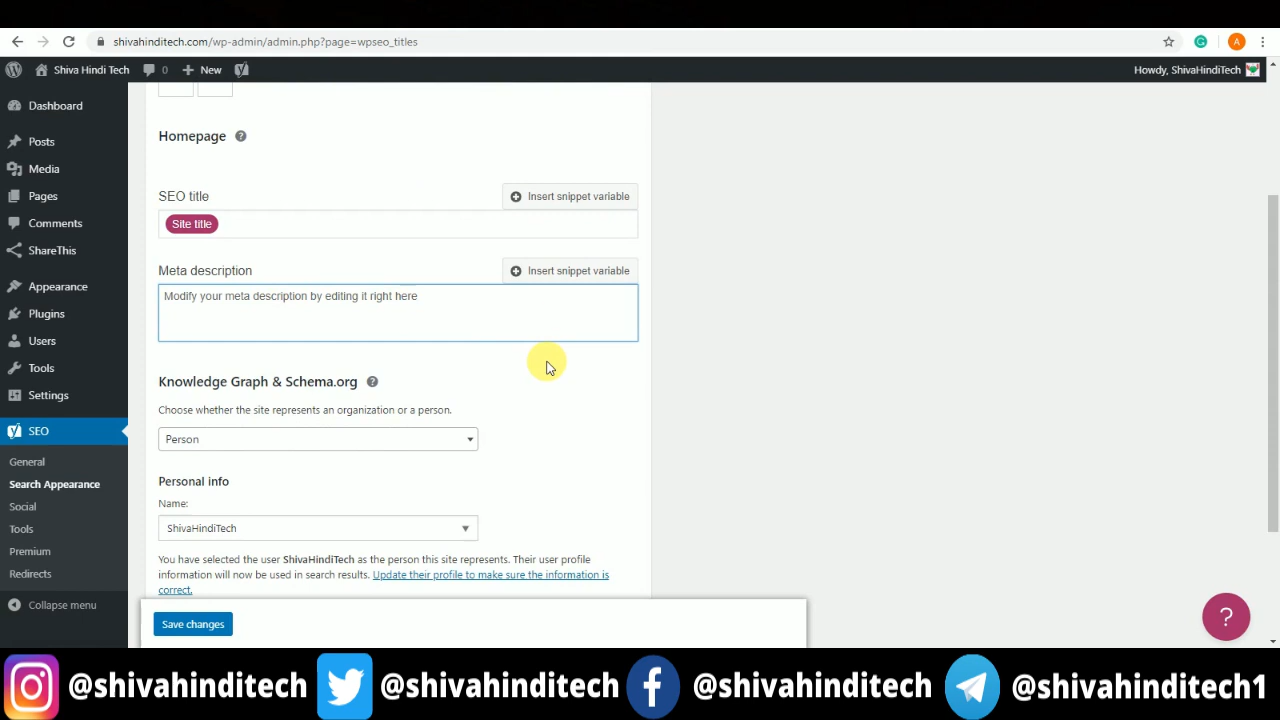 shivahinditech.com/wp-admin/admin.php?page=wpseo_titles
A
Shiva Hindi Tech
0
New
Howdy, ShivaHindiTech
Dashboard
Posts
Media
Pages
Comments
ShareThis
Appearance
Plugins
Users
Tools
Settings
SEO
General
Search Appearance
Social
Tools
Premium
Redirects
Collapse menu
Homepage ?
SEO title
Insert snippet variable
Site title
Meta description
Insert snippet variable
Modify your meta description by editing it right here
Knowledge Graph & Schema.org ?
Choose whether the site represents an organization or a person.
Person
Personal info
Name:
ShivaHindiTech
You have selected the user ShivaHindiTech as the person this site represents. Their user profile
information will now be used in search results. Update their profile to make sure the information is
correct.
Save changes
?
@shivahinditech @shivahinditech @shivahinditech @shivahinditech1